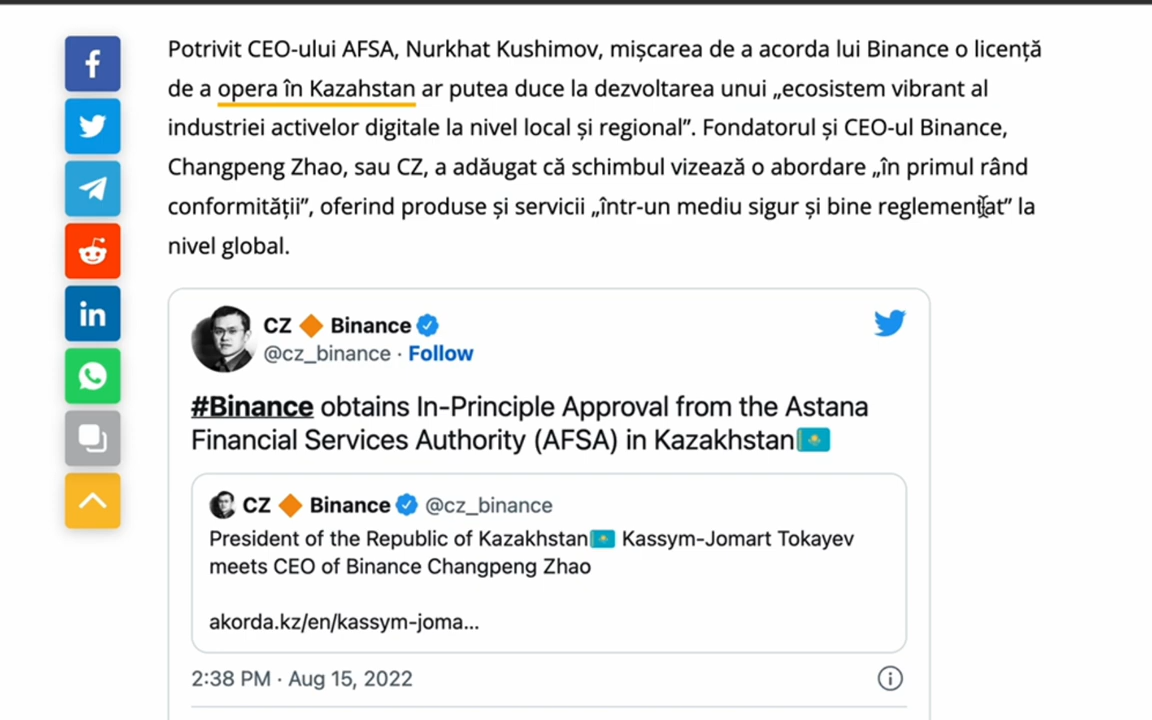 Potrivit CEO-ului AFSA, Nurkhat Kushimov, mișcarea de a acorda lui Binance o licență
de a opera în Kazahstan ar putea duce la dezvoltarea unui „ecosistem vibrant al
industriei activelor digitale la nivel local și regional”. Fondatorul și CEO-ul Binance,
Changpeng Zhao, sau CZ, a adăugat că schimbul vizează o abordare „în primul rând
conformității”, oferind produse și servicii „într-un mediu sigur și bine reglementat” la
nivel global.
CZ 🔶 Binance
@cz_binance · Follow
#Binance obtains In-Principle Approval from the Astana
Financial Services Authority (AFSA) in Kazakhstan🇰🇿
CZ 🔶 Binance @cz_binance
President of the Republic of Kazakhstan🇰🇿 Kassym-Jomart Tokayev
meets CEO of Binance Changpeng Zhao
akorda.kz/en/kassym-joma...
2:38 PM · Aug 15, 2022